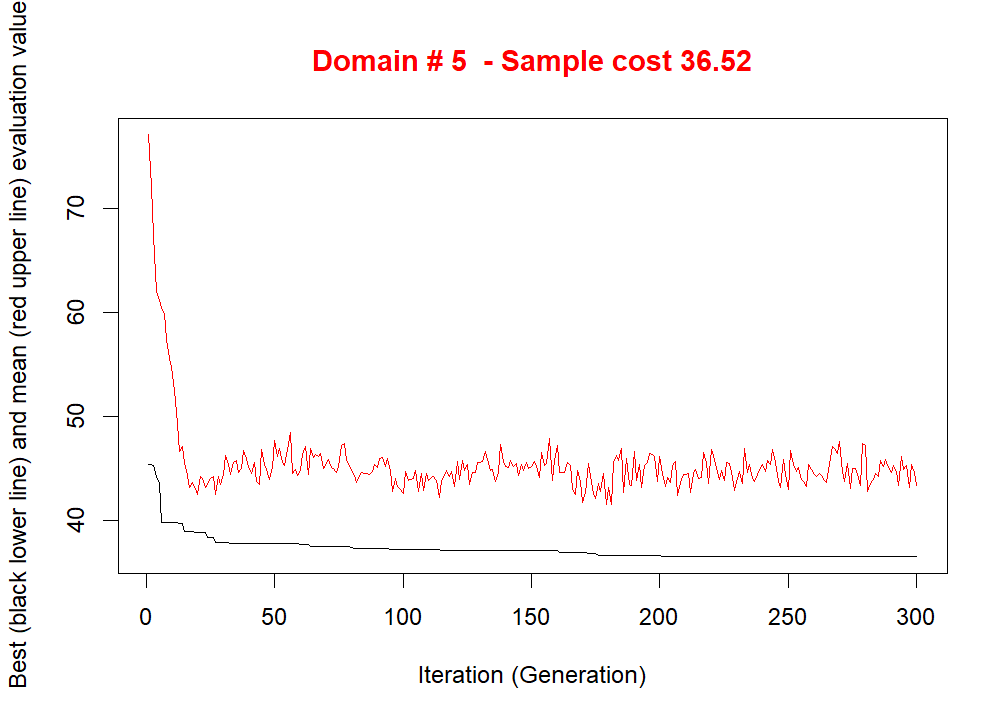 Domain # 5  - Sample cost 36.52
Best (black lower line) and mean (red upper line) evaluation value
70
60
50
40
0 50 100 150 200 250 300
Iteration (Generation)